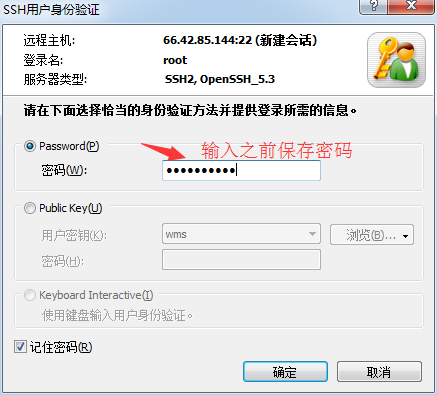 SSH用户身份验证
远程主机: 66.42.85.144:22 (新建会话)
登录名: root
服务器类型: SSH2, OpenSSH_5.3
请在下面选择恰当的身份验证方法并提供登录所需的信息。
Password(P)
输入之前保存密码
密码(W): ●●●●●●●●●●
Public Key(U)
用户密钥(K): wms 浏览(B)...
密码(H):
Keyboard Interactive(I)
使用键盘输入用户身份验证。
记住密码(R)
确定 取消